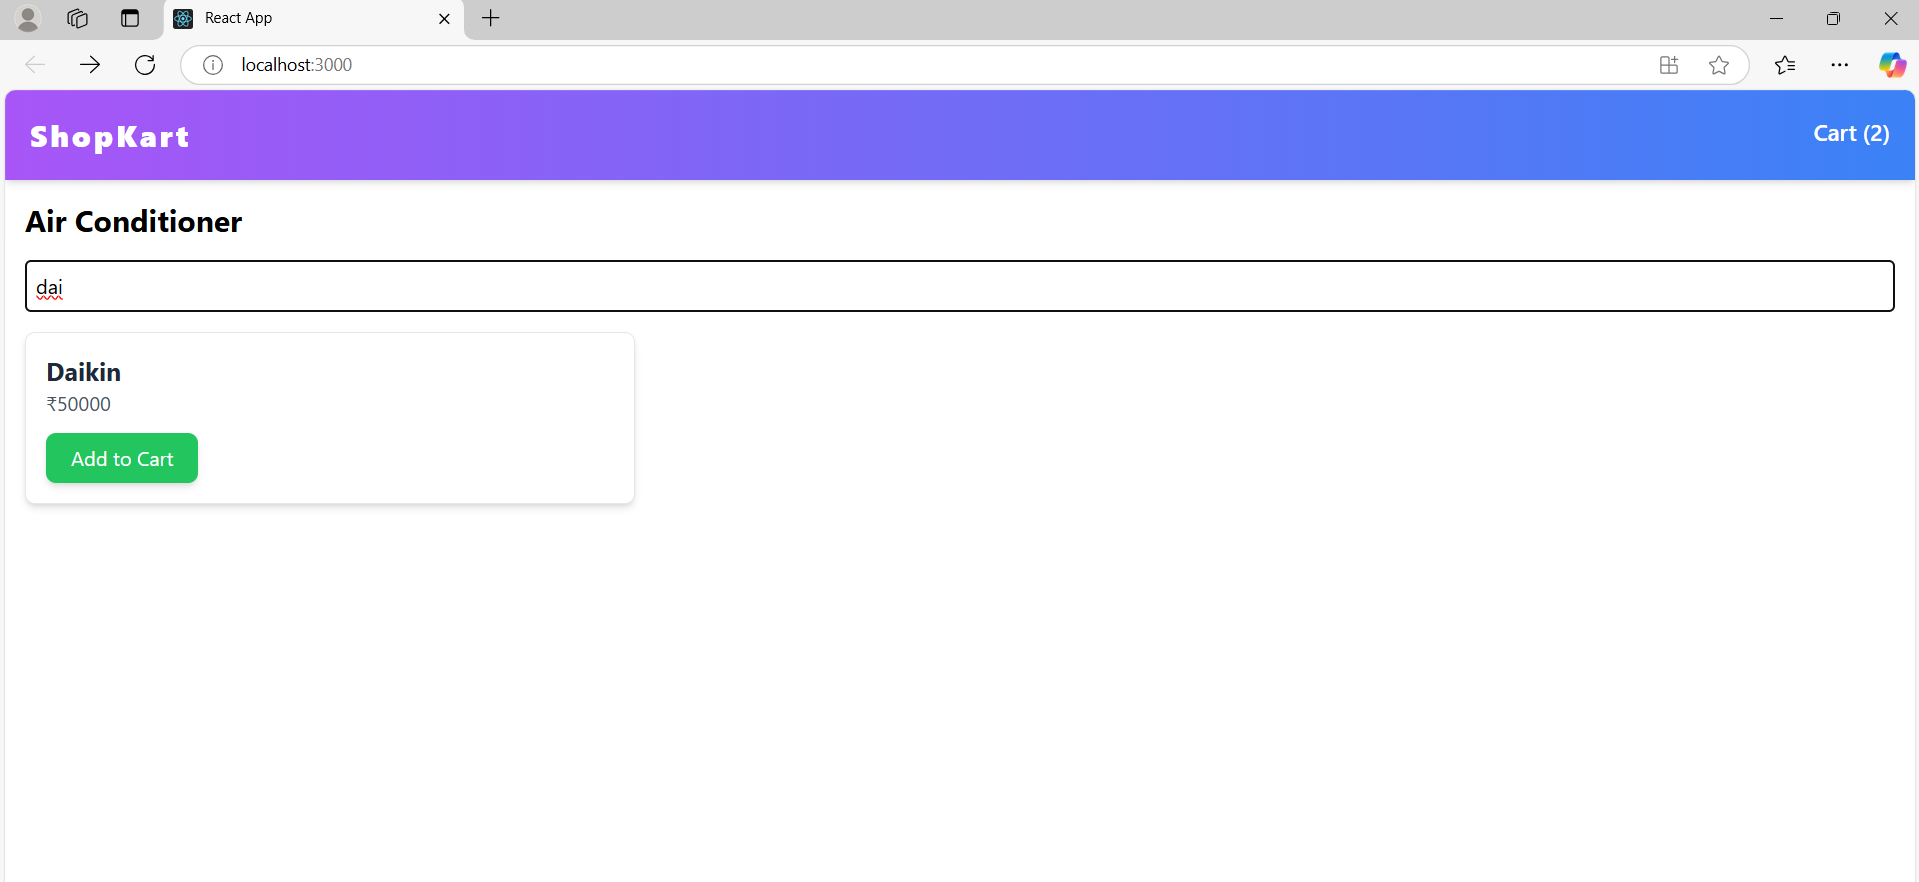 React App
localhost:3000
ShopKart
Cart (2)
Air Conditioner
dai
Daikin
₹50000
Add to Cart